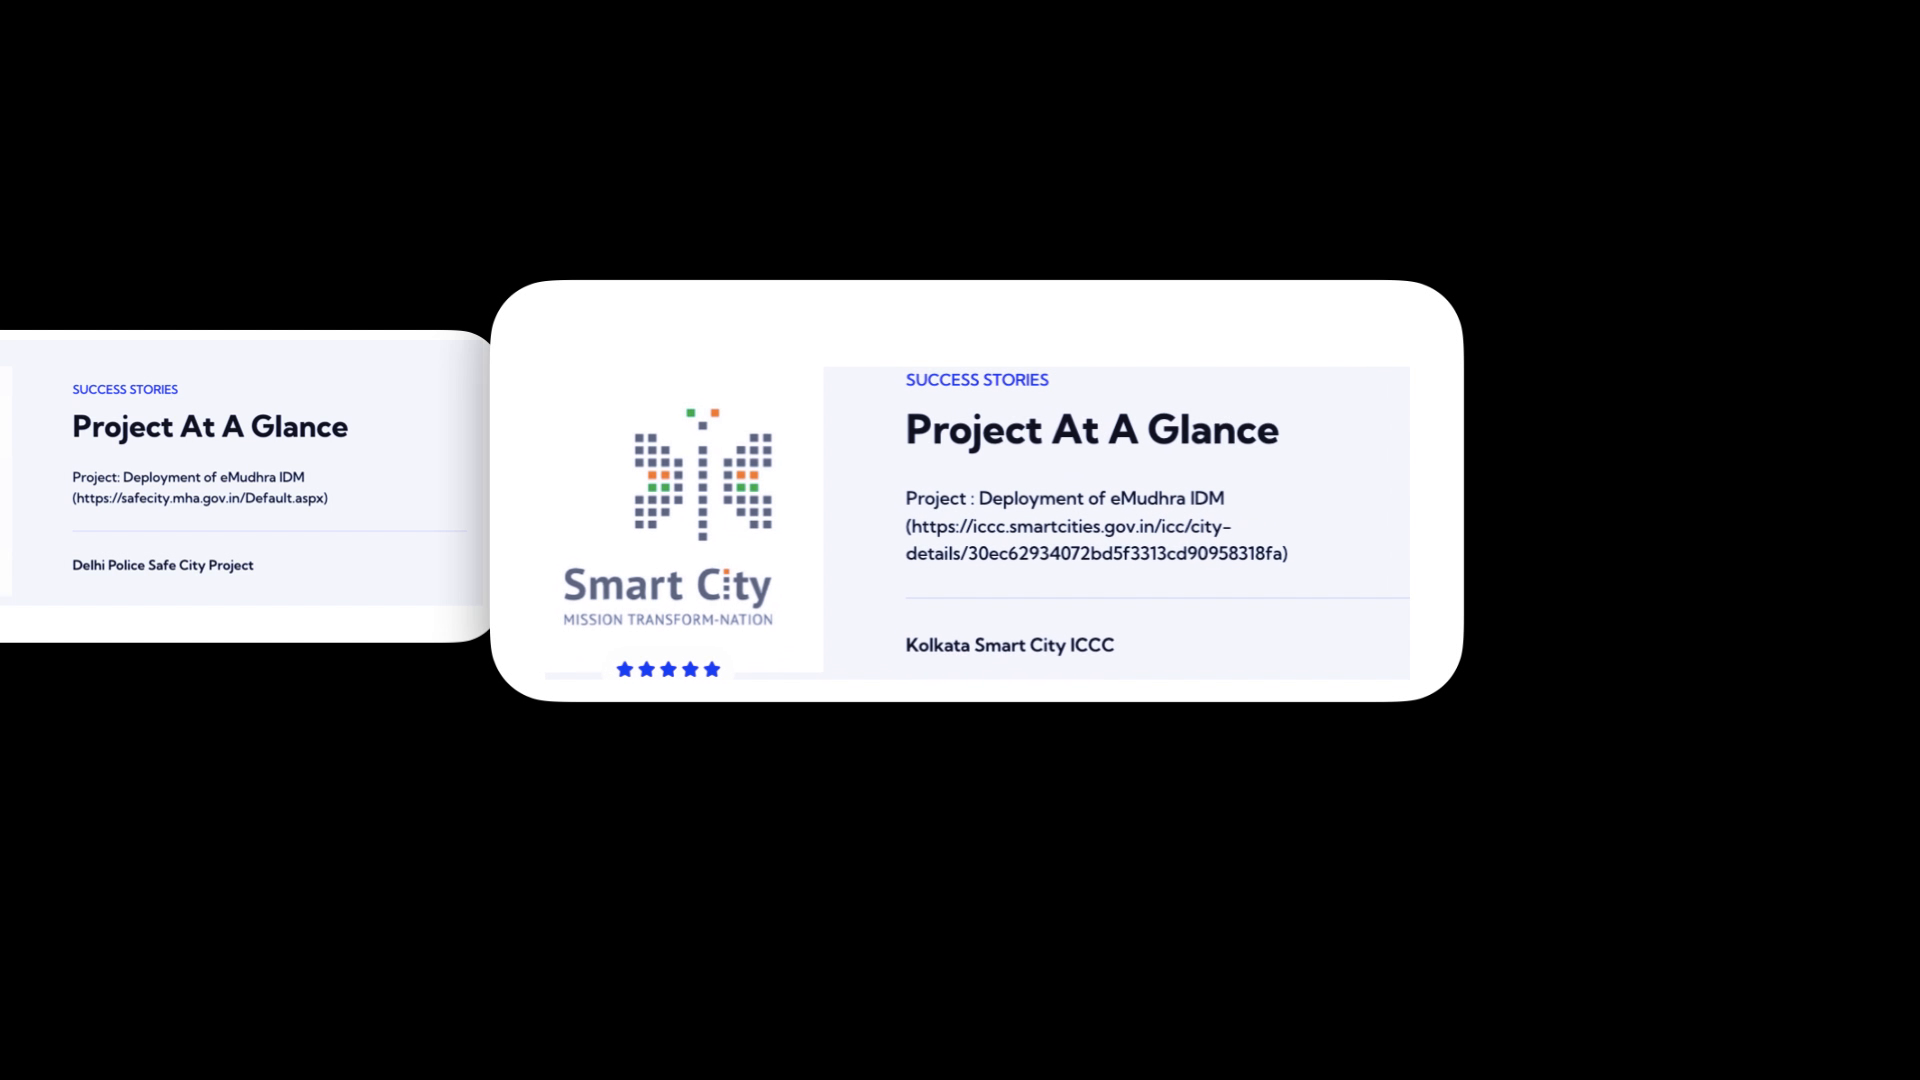 SUCCESS STORIES
Project At A Glance
Project: Deployment of eMudhra IDM
(https://safecity.mha.gov.in/Default.aspx)
Delhi Police Safe City Project
Smart City
MISSION TRANSFORM-NATION
SUCCESS STORIES
Project At A Glance
Project : Deployment of eMudhra IDM
(https://iccc.smartcities.gov.in/icc/city-
details/30ec62934072bd5f3313cd90958318fa)
Kolkata Smart City ICCC